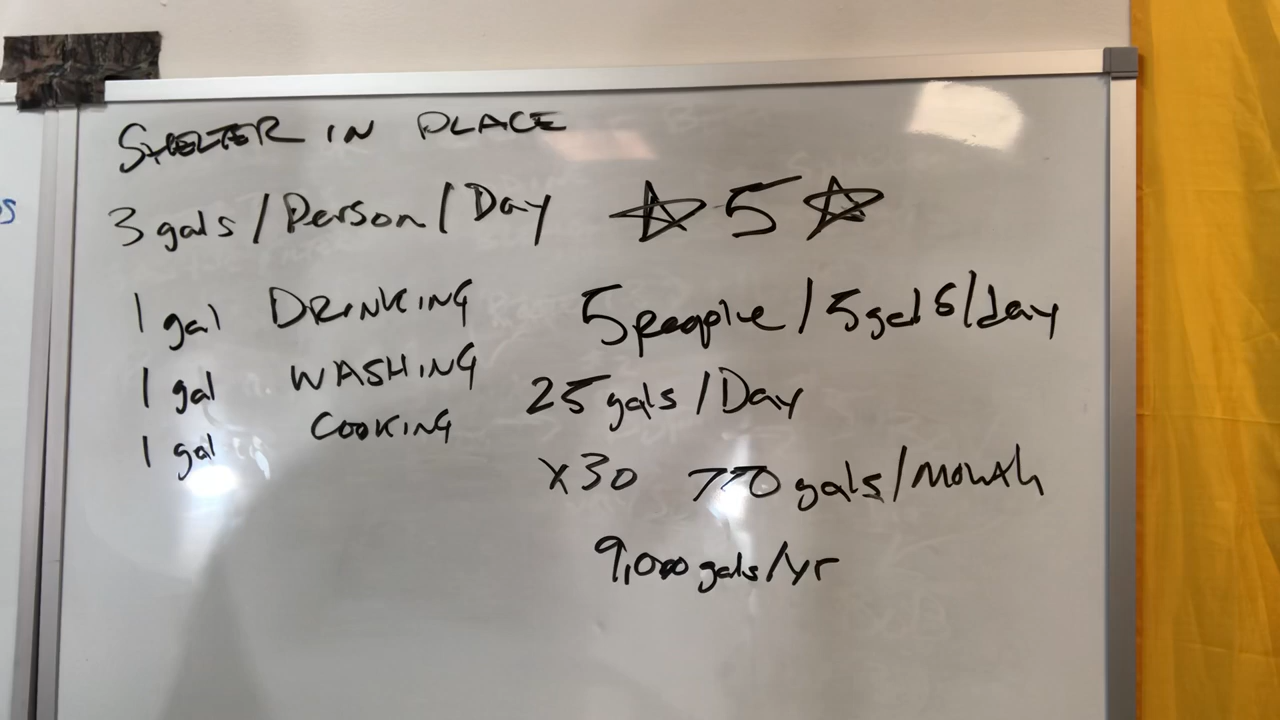 SHELTER IN PLACE
3 gals / Person / Day ☆ 5 ☆
1 gal DRINKING
1 gal WASHING
1 gal COOKING
5 people / 5 gals / day
25 gals / Day
x30 770 gals / Month
9,000 gals / yr